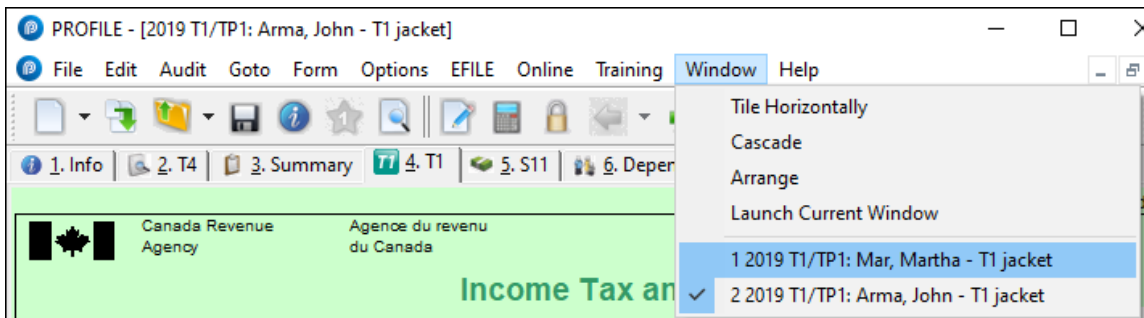 PROFILE - [2019 T1/TP1: Arma, John - T1 jacket]
File Edit Audit Goto Form Options EFILE Online Training Window Help
Tile Horizontally
Cascade
Arrange
Launch Current Window
1 2019 T1/TP1: Mar, Martha - T1 jacket
2 2019 T1/TP1: Arma, John - T1 jacket
1. Info 2. T4 3. Summary T1 4. T1 5. S11 6. Depen
Canada Revenue Agence du revenu
Agency du Canada
Income Tax an